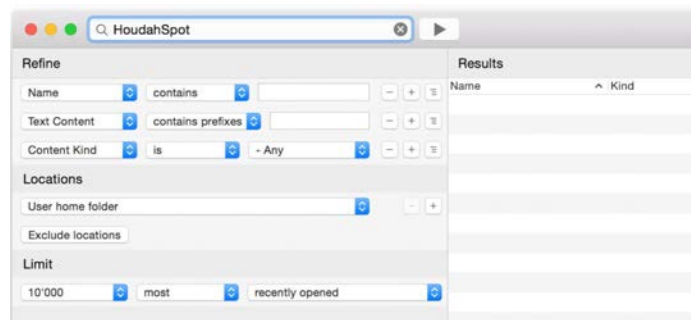 HoudahSpot
Refine
Name contains
Text Content contains prefixes
Content Kind is - Any
Locations
User home folder
Exclude locations
Limit
10'000 most recently opened
Results
Name Kind